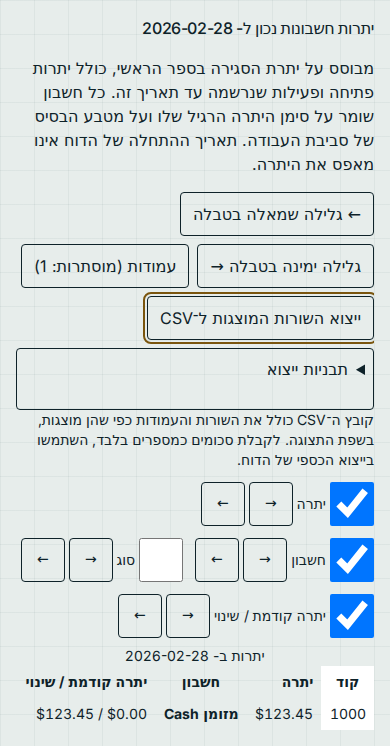 יתרות חשבונות נכון ל- 2026-02-28
מבוסס על יתרת הסגירה בספר הראשי, כולל יתרות
פתיחה ופעילות שנרשמה עד תאריך זה. כל חשבון
שומר על סימן היתרה הרגיל שלו ועל מטבע הבסיס
של סביבת העבודה. תאריך ההתחלה של הדוח אינו
מאפס את היתרה.
← גלילה שמאלה בטבלה
גלילה ימינה בטבלה →
עמודות (מוסתרות: 1)
ייצוא השורות המוצגות ל־CSV
◀ תבניות ייצוא
קובץ ה־CSV כולל את השורות והעמודות כפי שהן מוצגות,
בשפת התצוגה. לקבלת סכומים כמספרים בלבד, השתמשו
בייצוא הכספי של הדוח.
יתרה → ←
חשבון → ← סוג → ←
יתרה קודמת / שינוי → ←
יתרות ב- 2026-02-28
קוד יתרה חשבון יתרה קודמת / שינוי
1000 $123.45 מזומן Cash $123.45 / $0.00